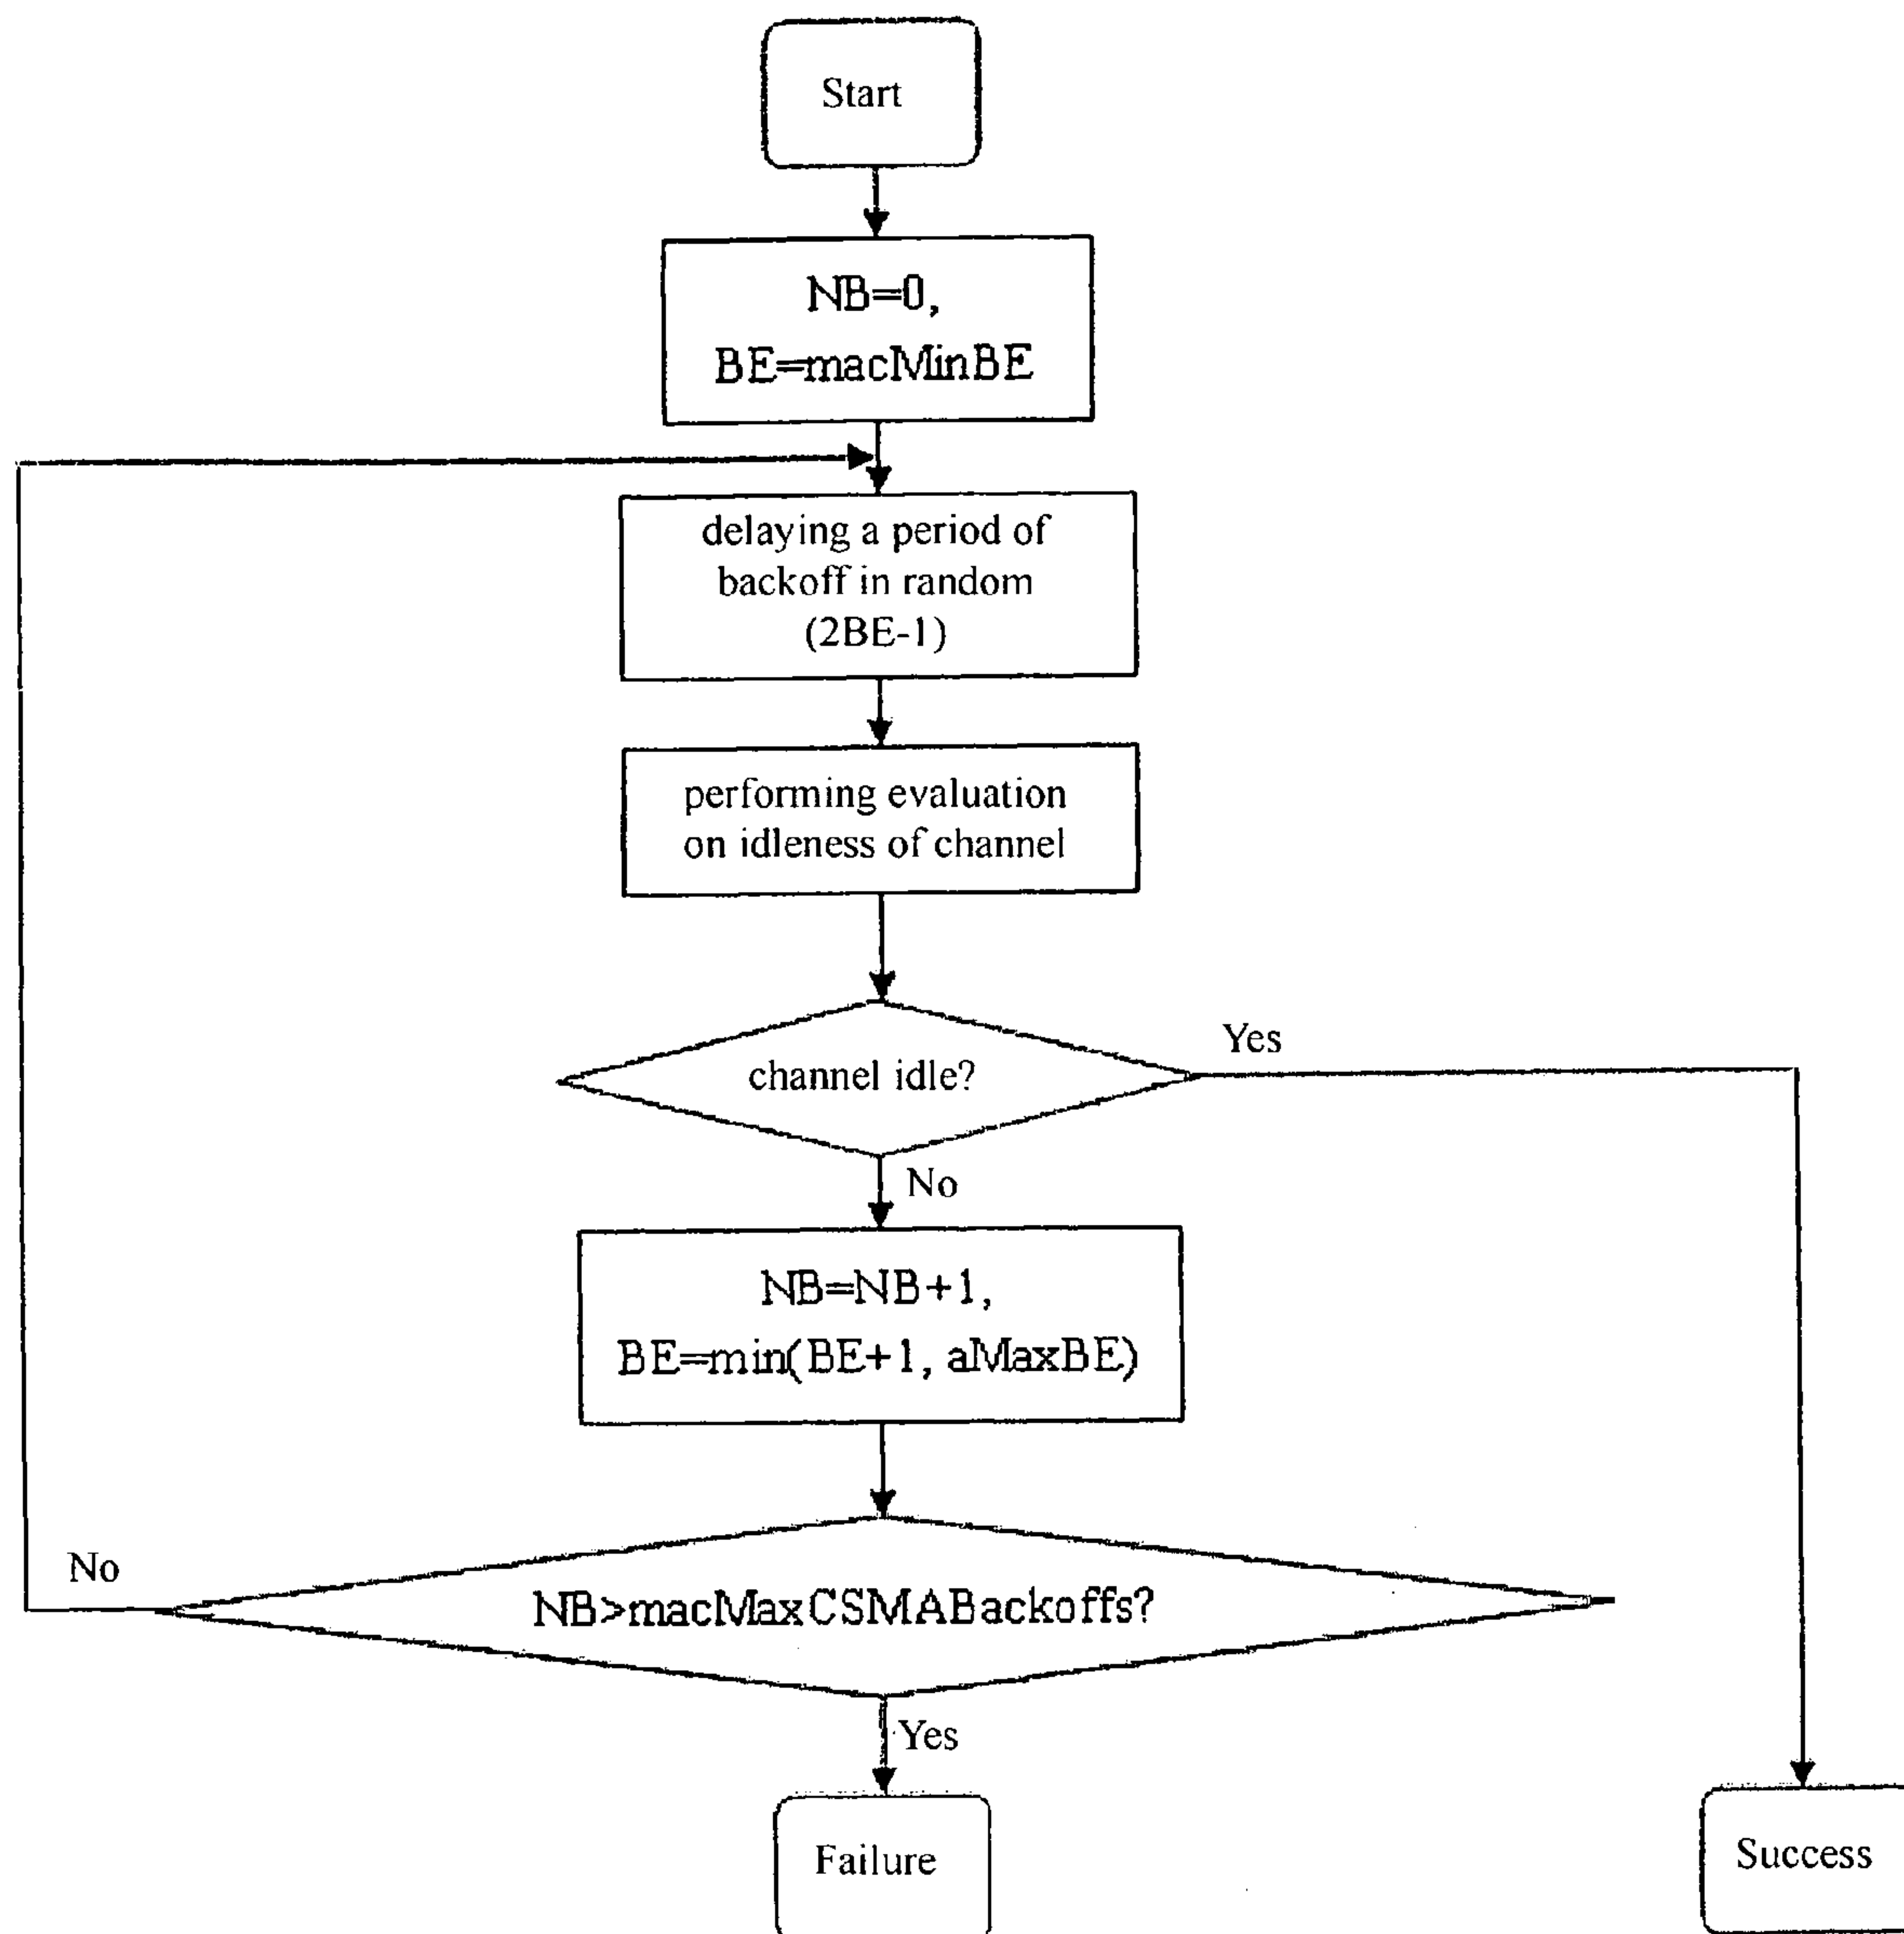 Start
NB=0,
BE=macMinBE
delaying a period of
backoff in random
(2BE-1)
performing evaluation
on idleness of channel
channel idle?
Yes
No
NB=NB+1,
BE=min(BE+1, aMaxBE)
No
NB>macMaxCSMABackoffs?
Yes
Failure
Success